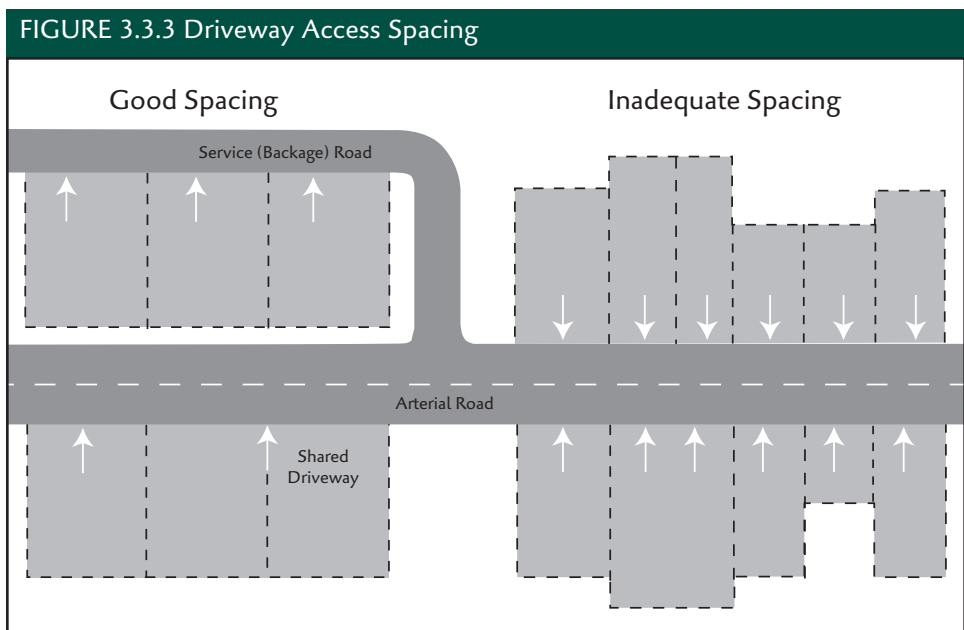 FIGURE 3.3.3 Driveway Access Spacing
Good Spacing
Inadequate Spacing
Service (Backage) Road
Arterial Road
Shared
Driveway